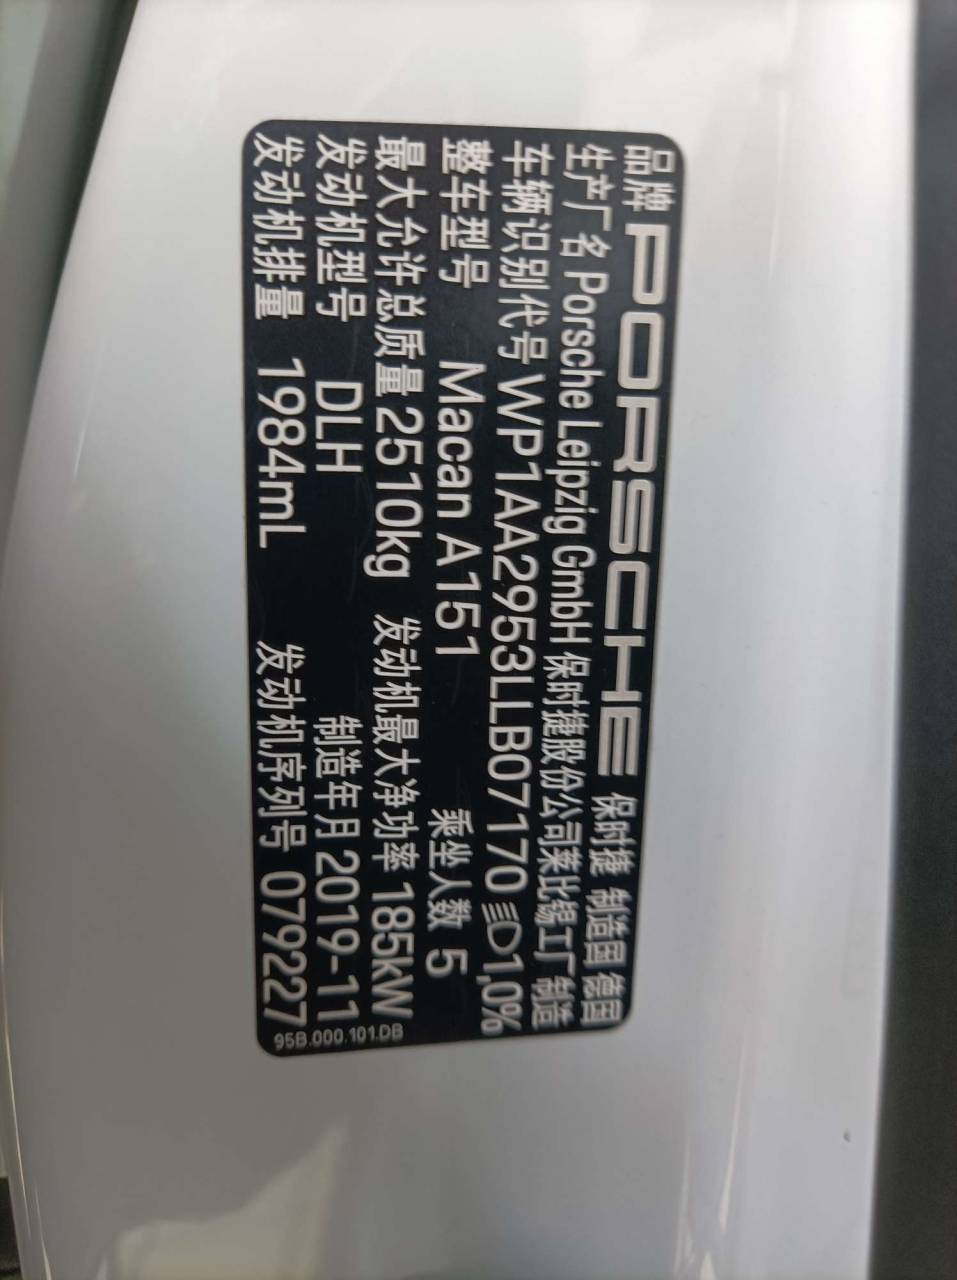 品牌 PORSCHE 保时捷 制造国 德国
生产厂名 Porsche Leipzig GmbH 保时捷股份公司莱比锡工厂制造
车辆识别代号 WP1AA2953LLB07170 1,0%
整车型号 Macan A151 乘坐人数 5
最大允许总质量 2510kg 发动机最大净功率 185kW
发动机型号 DLH 制造年月 2019-11
发动机排量 1984mL 发动机序列号 079227
95B.000.101.DB